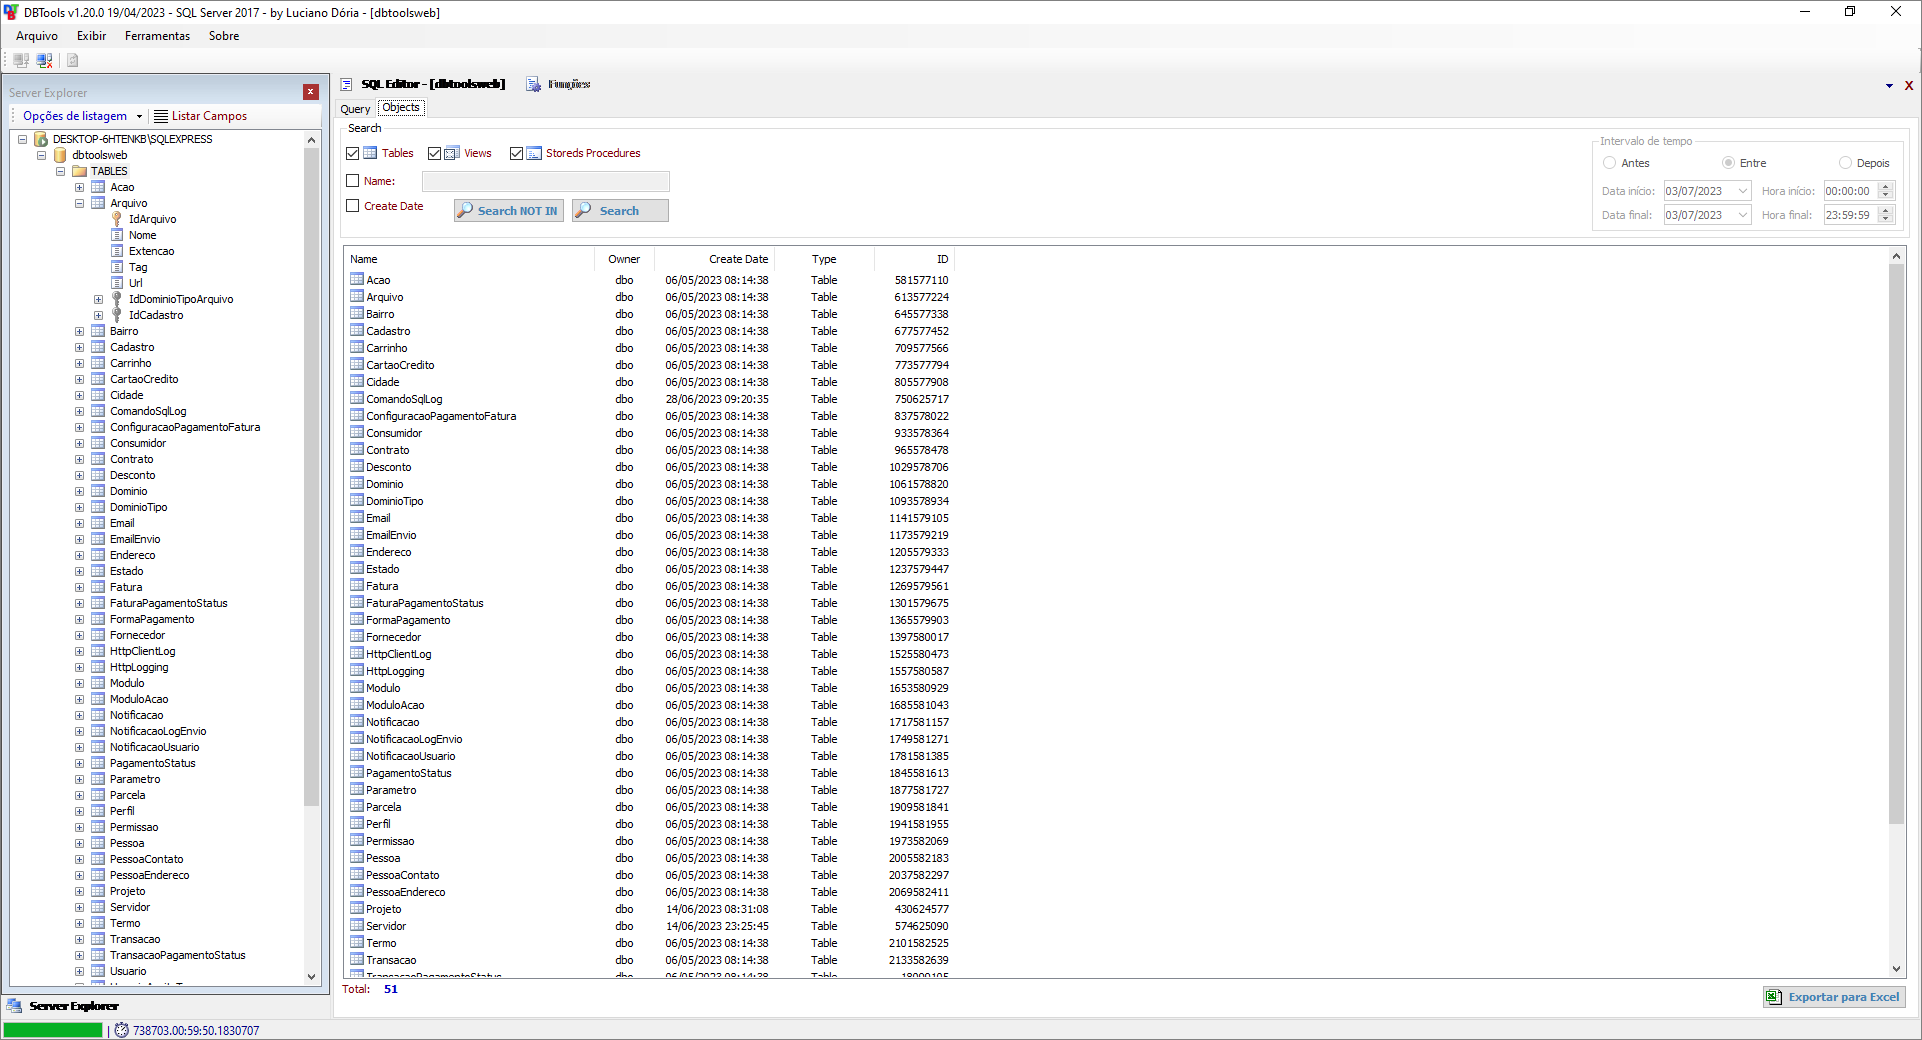 DBTools v1.20.0 19/04/2023 - SQL Server 2017 - by Luciano Dória - [dbtoolsweb]
Arquivo Exibir Ferramentas Sobre
Server Explorer
Opções de listagem Listar Campos
DESKTOP-6HTENKB\SQLEXPRESS
dbtoolsweb
TABLES
Acao
Arquivo
IdArquivo
Nome
Extencao
Tag
Url
IdDominioTipoArquivo
IdCadastro
Bairro
Cadastro
Carrinho
CartaoCredito
Cidade
ComandoSqlLog
ConfiguracaoPagamentoFatura
Consumidor
Contrato
Desconto
Dominio
DominioTipo
Email
EmailEnvio
Endereco
Estado
Fatura
FaturaPagamentoStatus
FormaPagamento
Fornecedor
HttpClientLog
HttpLogging
Modulo
ModuloAcao
Notificacao
NotificacaoLogEnvio
NotificacaoUsuario
PagamentoStatus
Parametro
Parcela
Perfil
Permissao
Pessoa
PessoaContato
PessoaEndereco
Projeto
Servidor
Termo
Transacao
TransacaoPagamentoStatus
Usuario
Server Explorer
SQL Editor - [dbtoolsweb] Funções
Query Objects
Search
Tables Views Storeds Procedures
Name:
Create Date Search NOT IN Search
Intervalo de tempo
Antes Entre Depois
Data início: 03/07/2023 Hora início: 00:00:00
Data final: 03/07/2023 Hora final: 23:59:59
Name Owner Create Date Type ID
Acao dbo 06/05/2023 08:14:38 Table 581577110
Arquivo dbo 06/05/2023 08:14:38 Table 613577224
Bairro dbo 06/05/2023 08:14:38 Table 645577338
Cadastro dbo 06/05/2023 08:14:38 Table 677577452
Carrinho dbo 06/05/2023 08:14:38 Table 709577566
CartaoCredito dbo 06/05/2023 08:14:38 Table 773577794
Cidade dbo 06/05/2023 08:14:38 Table 805577908
ComandoSqlLog dbo 28/06/2023 09:20:35 Table 750625717
ConfiguracaoPagamentoFatura dbo 06/05/2023 08:14:38 Table 837578022
Consumidor dbo 06/05/2023 08:14:38 Table 933578364
Contrato dbo 06/05/2023 08:14:38 Table 965578478
Desconto dbo 06/05/2023 08:14:38 Table 1029578706
Dominio dbo 06/05/2023 08:14:38 Table 1061578820
DominioTipo dbo 06/05/2023 08:14:38 Table 1093578934
Email dbo 06/05/2023 08:14:38 Table 1141579105
EmailEnvio dbo 06/05/2023 08:14:38 Table 1173579219
Endereco dbo 06/05/2023 08:14:38 Table 1205579333
Estado dbo 06/05/2023 08:14:38 Table 1237579447
Fatura dbo 06/05/2023 08:14:38 Table 1269579561
FaturaPagamentoStatus dbo 06/05/2023 08:14:38 Table 1301579675
FormaPagamento dbo 06/05/2023 08:14:38 Table 1365579903
Fornecedor dbo 06/05/2023 08:14:38 Table 1397580017
HttpClientLog dbo 06/05/2023 08:14:38 Table 1525580473
HttpLogging dbo 06/05/2023 08:14:38 Table 1557580587
Modulo dbo 06/05/2023 08:14:38 Table 1653580929
ModuloAcao dbo 06/05/2023 08:14:38 Table 1685581043
Notificacao dbo 06/05/2023 08:14:38 Table 1717581157
NotificacaoLogEnvio dbo 06/05/2023 08:14:38 Table 1749581271
NotificacaoUsuario dbo 06/05/2023 08:14:38 Table 1781581385
PagamentoStatus dbo 06/05/2023 08:14:38 Table 1845581613
Parametro dbo 06/05/2023 08:14:38 Table 1877581727
Parcela dbo 06/05/2023 08:14:38 Table 1909581841
Perfil dbo 06/05/2023 08:14:38 Table 1941581955
Permissao dbo 06/05/2023 08:14:38 Table 1973582069
Pessoa dbo 06/05/2023 08:14:38 Table 2005582183
PessoaContato dbo 06/05/2023 08:14:38 Table 2037582297
PessoaEndereco dbo 06/05/2023 08:14:38 Table 2069582411
Projeto dbo 14/06/2023 08:31:08 Table 430624577
Servidor dbo 14/06/2023 23:25:45 Table 574625090
Termo dbo 06/05/2023 08:14:38 Table 2101582525
Transacao dbo 06/05/2023 08:14:38 Table 2133582639
TransacaoPagamentoStatus dbo 06/05/2023 08:14:38 Table 18000105
Total: 51
Exportar para Excel
738703.00:59:50.1830707